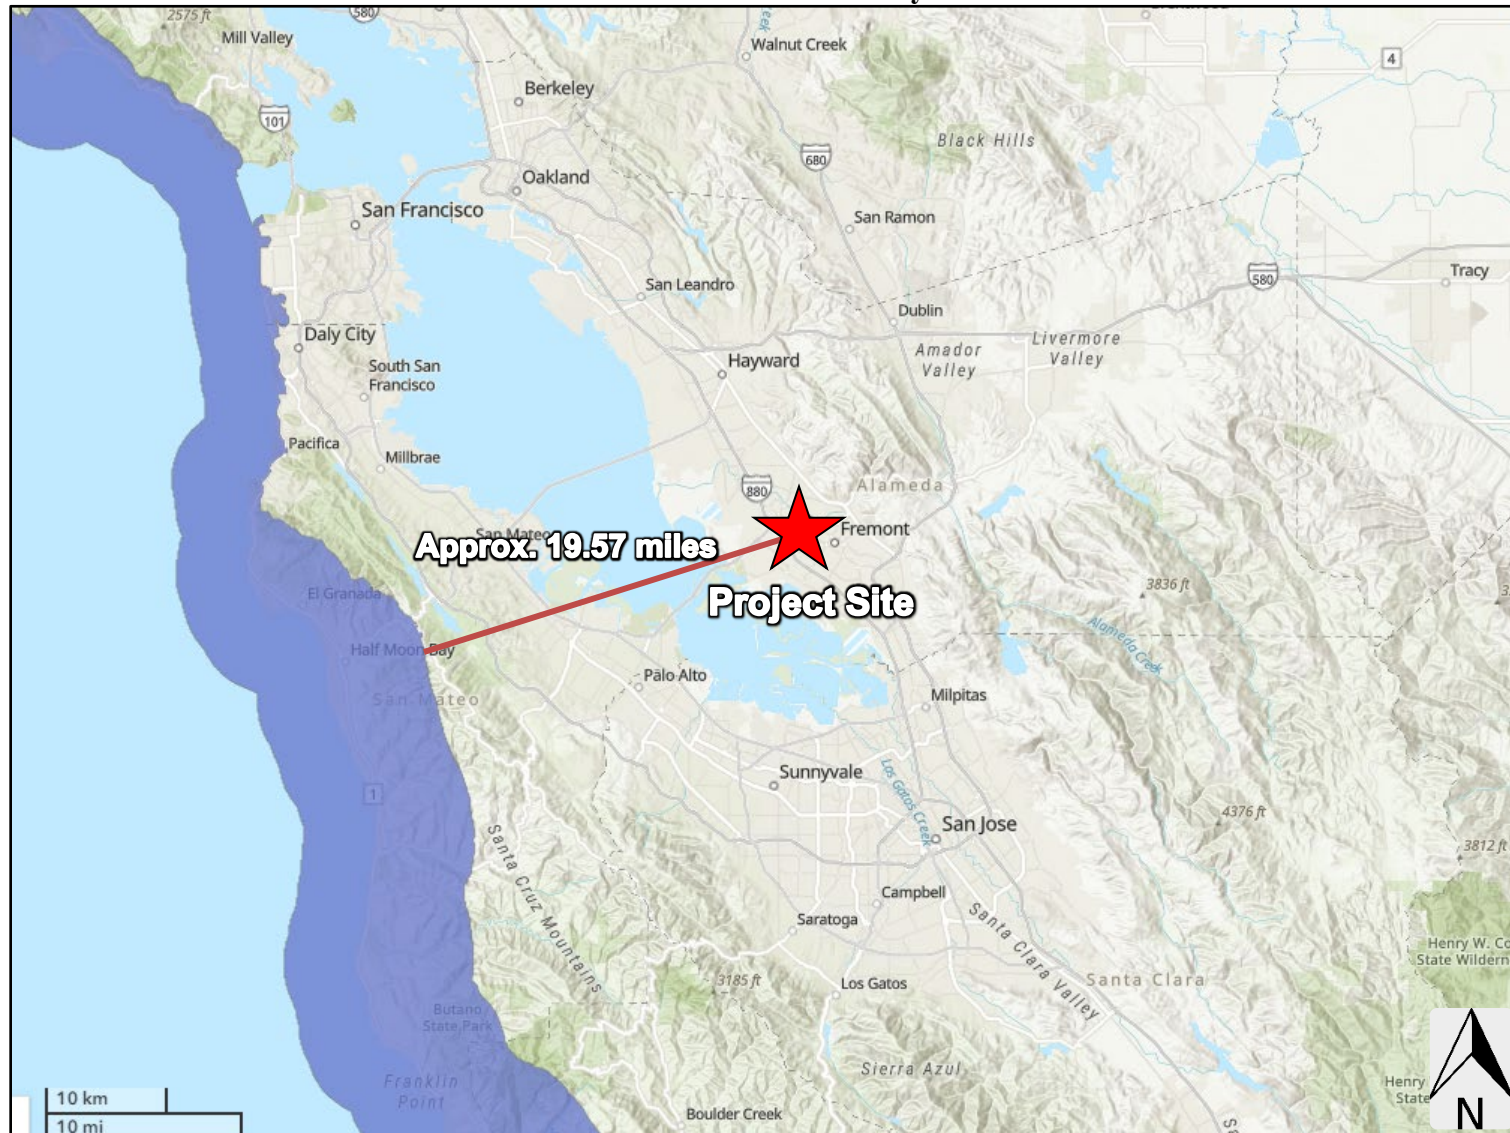 2575 ft
580
Mill Valley
Walnut Creek
4
Berkeley
101
Black Hills
680
Oakland
San Francisco
San Ramon
580
Tracy
San Leandro
Dublin
Daly City
Amador
Valley
Livermore
Valley
South San
Francisco
Hayward
Pacifica
Millbrae
880
Alameda
San Mateo
Fremont
Approx. 19.57 miles
Project Site
3836 ft
El Granada
Alameda Creek
Half Moon Bay
Palo Alto
San Mateo
Milpitas
Sunnyvale
Los Gatos Creek
1
San Jose
4376 ft
3812 ft
Santa Cruz Mountains
Campbell
Saratoga
Santa Clara Valley
Henry W. Co
State Wildern
3185 ft
Los Gatos
Santa Clara
Butano
State Park
Sierra Azul
Franklin
Point
Henry
State
10 km
10 mi
Boulder Creek
N